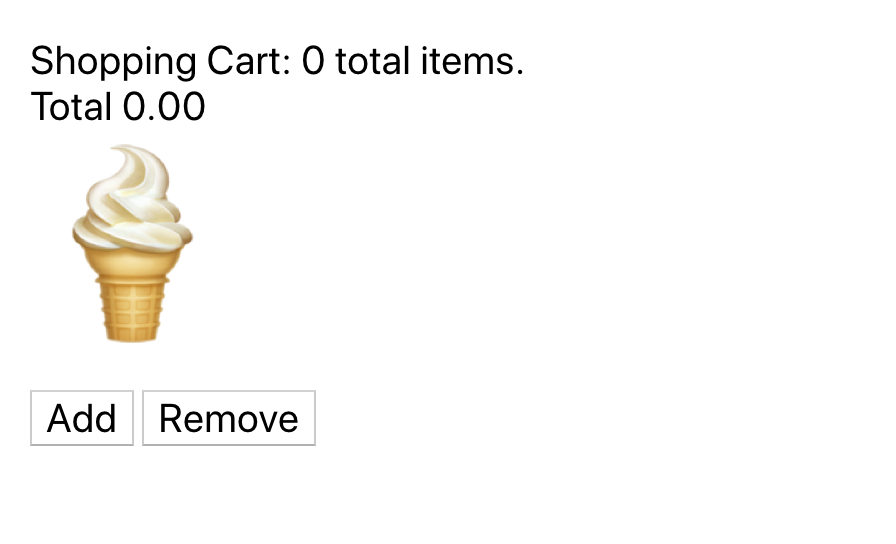 Shopping Cart: 0 total items.
Total 0.00
Add Remove